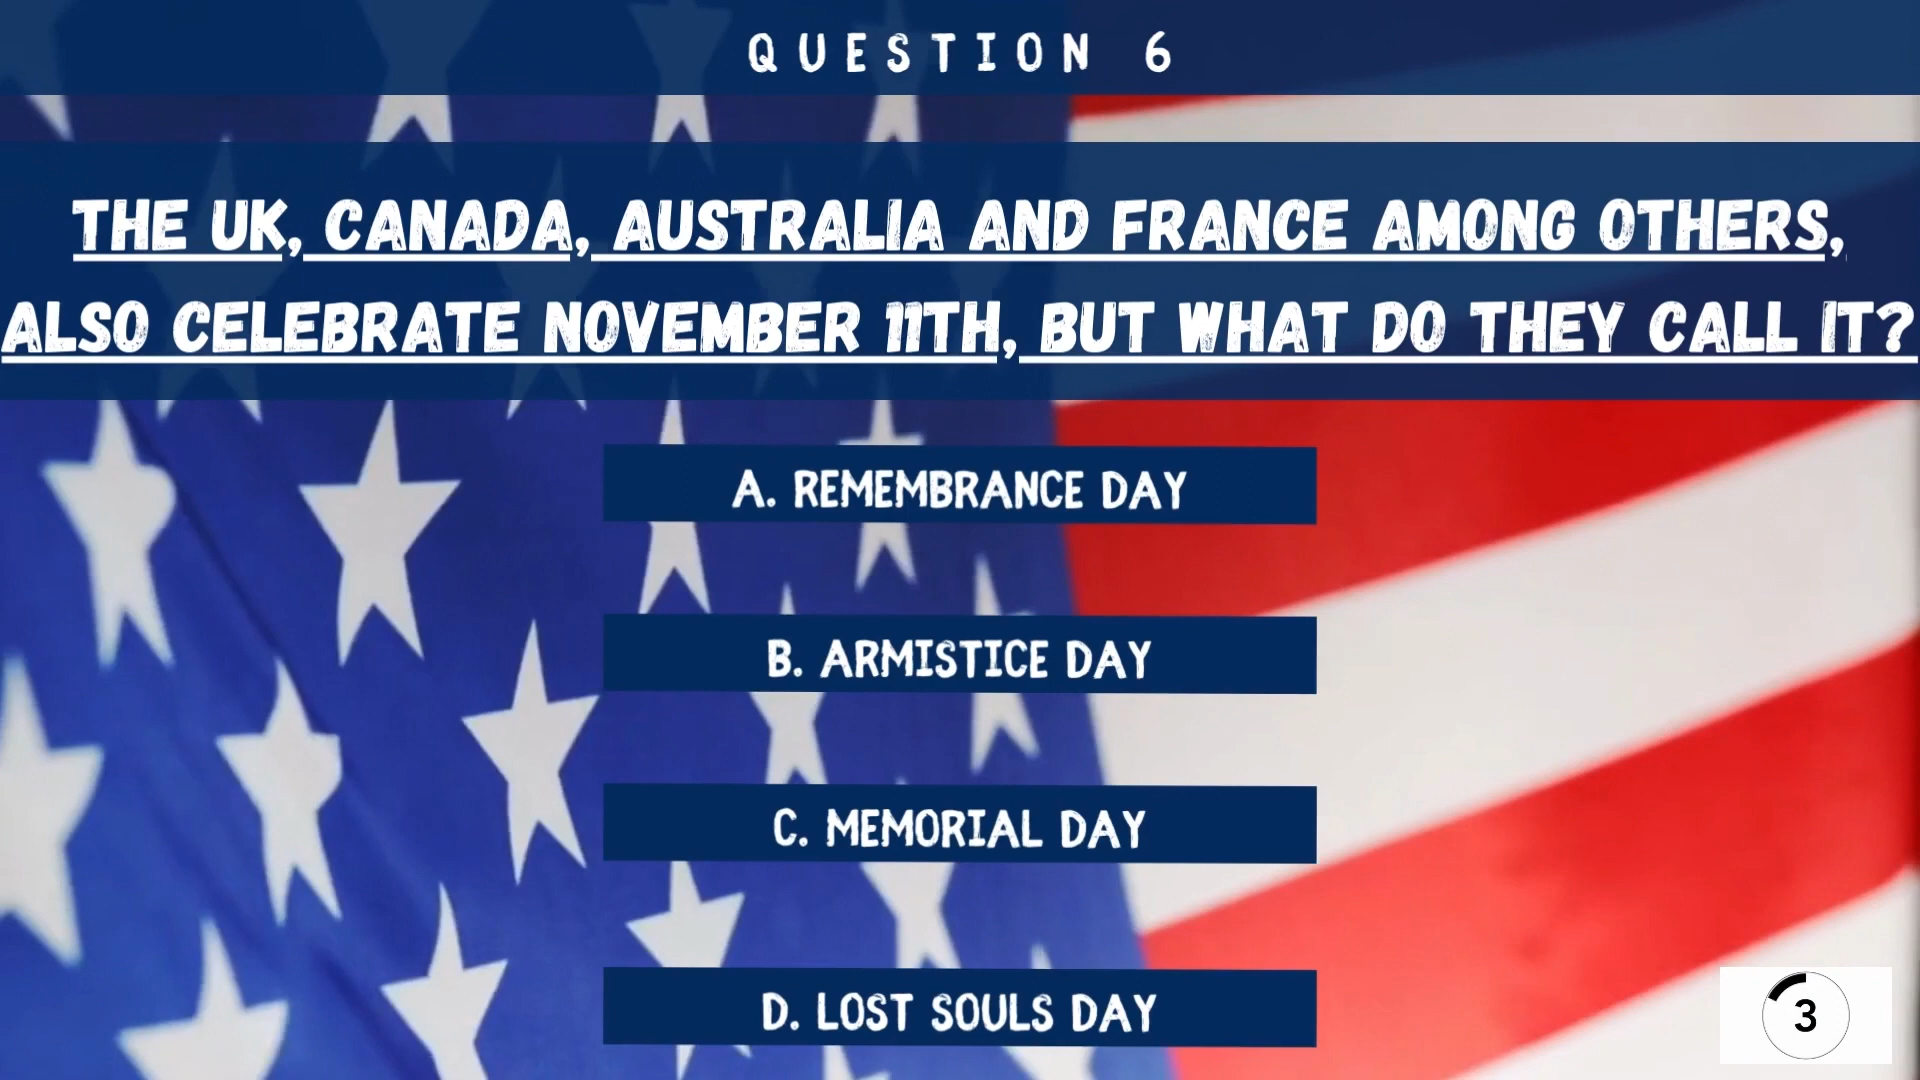 QUESTION 6
THE UK, CANADA, AUSTRALIA AND FRANCE AMONG OTHERS,
ALSO CELEBRATE NOVEMBER 11TH, BUT WHAT DO THEY CALL IT?
A. REMEMBRANCE DAY
B. ARMISTICE DAY
C. MEMORIAL DAY
D. LOST SOULS DAY
3